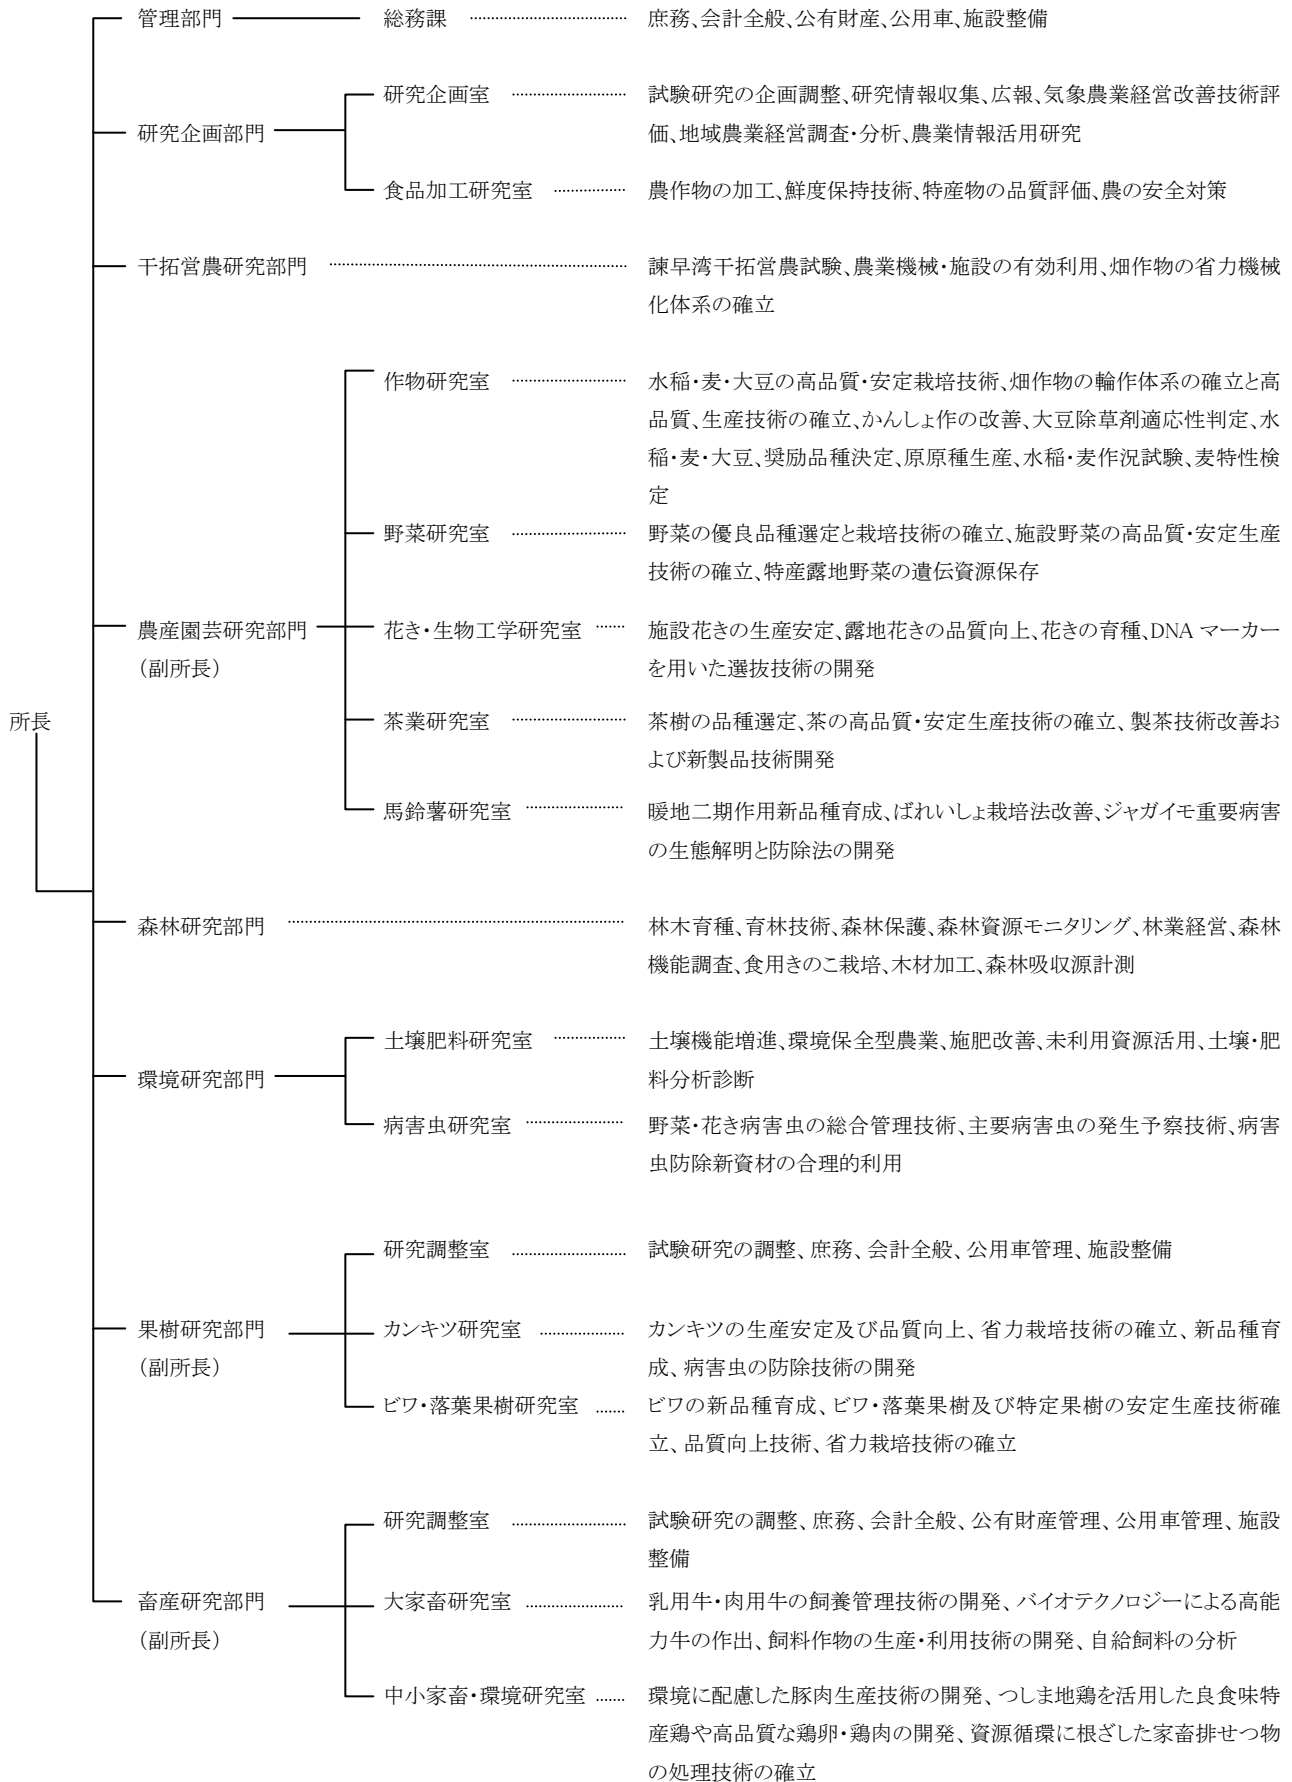 管理部門 総務課 庶務、会計全般、公有財産、公用車、施設整備
研究企画室 試験研究の企画調整、研究情報収集、広報、気象農業経営改善技術評
研究企画部門 価、地域農業経営調査・分析、農業情報活用研究
食品加工研究室 農作物の加工、鮮度保持技術、特産物の品質評価、農の安全対策
干拓営農研究部門 諫早湾干拓営農試験、農業機械・施設の有効利用、畑作物の省力機械
化体系の確立
作物研究室 水稲・麦・大豆の高品質・安定栽培技術、畑作物の輪作体系の確立と高
品質、生産技術の確立、かんしょ作の改善、大豆除草剤適応性判定、水
稲・麦・大豆、奨励品種決定、原原種生産、水稲・麦作況試験、麦特性検
定
野菜研究室 野菜の優良品種選定と栽培技術の確立、施設野菜の高品質・安定生産
技術の確立、特産露地野菜の遺伝資源保存
農産園芸研究部門 花き・生物工学研究室 施設花きの生産安定、露地花きの品質向上、花きの育種、DNA マーカー
（副所長） を用いた選抜技術の開発
所長 茶業研究室 茶樹の品種選定、茶の高品質・安定生産技術の確立、製茶技術改善お
よび新製品技術開発
馬鈴薯研究室 暖地二期作用新品種育成、ばれいしょ栽培法改善、ジャガイモ重要病害
の生態解明と防除法の開発
森林研究部門 林木育種、育林技術、森林保護、森林資源モニタリング、林業経営、森林
機能調査、食用きのこ栽培、木材加工、森林吸収源計測
土壌肥料研究室 土壌機能増進、環境保全型農業、施肥改善、未利用資源活用、土壌・肥
環境研究部門 料分析診断
病害虫研究室 野菜・花き病害虫の総合管理技術、主要病害虫の発生予察技術、病害
虫防除新資材の合理的利用
研究調整室 試験研究の調整、庶務、会計全般、公用車管理、施設整備
果樹研究部門 カンキツ研究室 カンキツの生産安定及び品質向上、省力栽培技術の確立、新品種育
（副所長） 成、病害虫の防除技術の開発
ビワ・落葉果樹研究室 ビワの新品種育成、ビワ・落葉果樹及び特定果樹の安定生産技術確
立、品質向上技術、省力栽培技術の確立
研究調整室 試験研究の調整、庶務、会計全般、公有財産管理、公用車管理、施設
整備
畜産研究部門 大家畜研究室 乳用牛・肉用牛の飼養管理技術の開発、バイオテクノロジーによる高能
（副所長） 力牛の作出、飼料作物の生産・利用技術の開発、自給飼料の分析
中小家畜・環境研究室 環境に配慮した豚肉生産技術の開発、つしま地鶏を活用した良食味特
産鶏や高品質な鶏卵・鶏肉の開発、資源循環に根ざした家畜排せつ物
の処理技術の確立